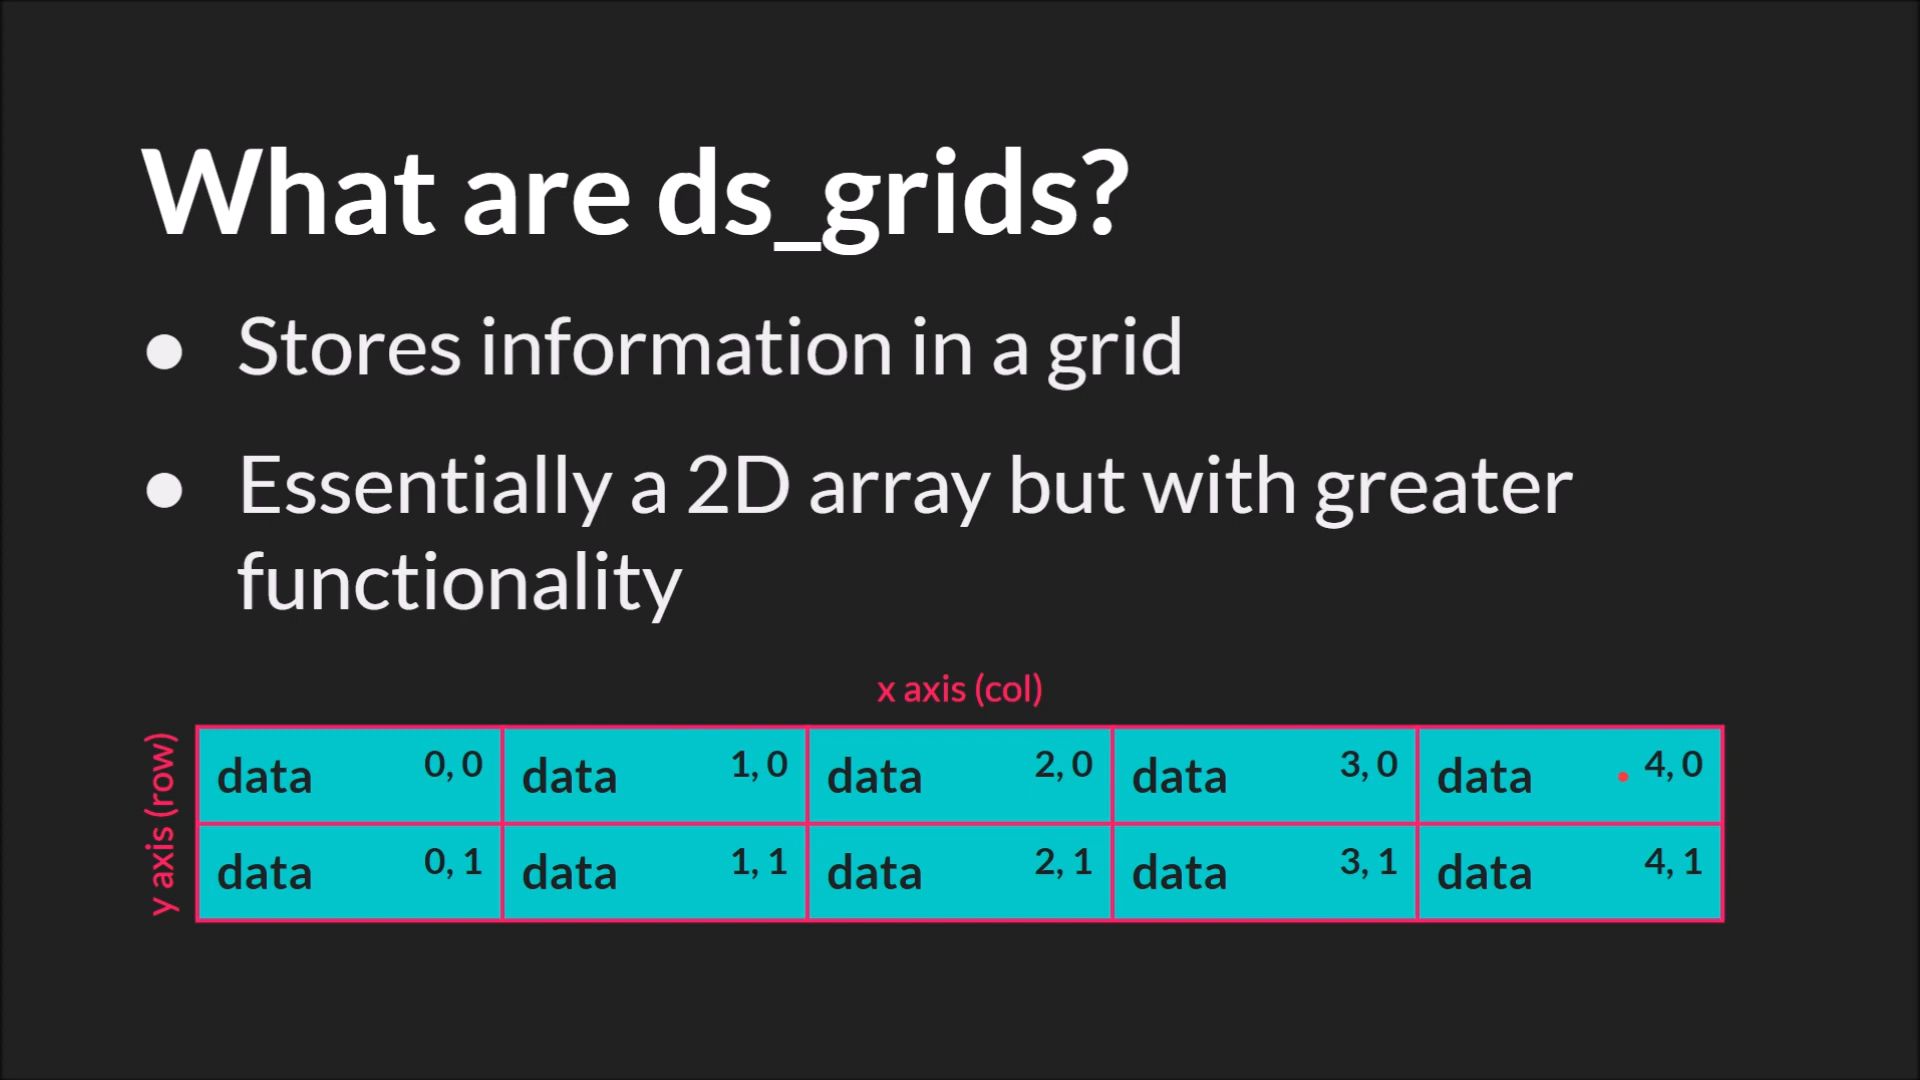 What are ds_grids?
● Stores information in a grid
● Essentially a 2D array but with greater
functionality
x axis (col)
y axis (row)
data 0, 0 data 1, 0 data 2, 0 data 3, 0 data 4, 0
data 0, 1 data 1, 1 data 2, 1 data 3, 1 data 4, 1